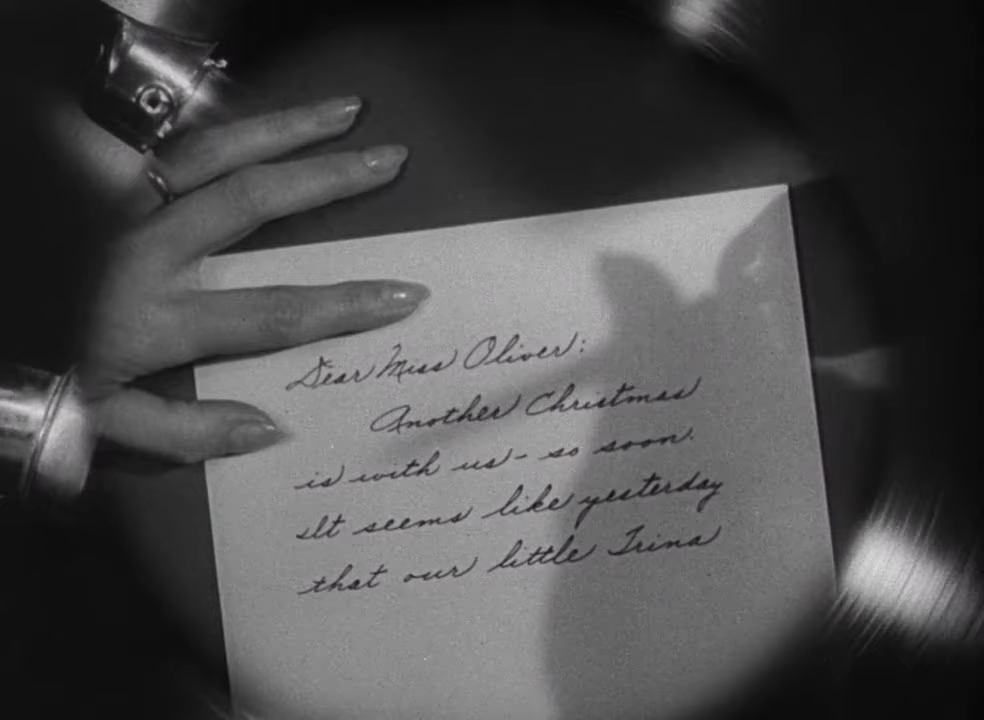 Dear Miss Oliver:
Another Christmas
is with us- so soon.
It seems like yesterday
that our little Trina